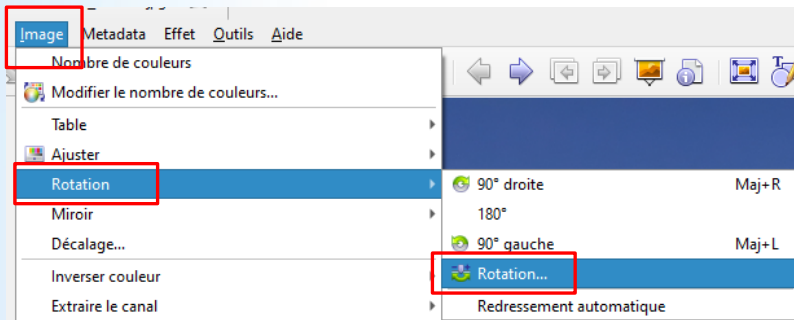 Image Metadata Effet Outils Aide
Nombre de couleurs
Modifier le nombre de couleurs...
Table
Ajuster
Rotation
90° droite Maj+R
Miroir
180°
Décalage...
90° gauche Maj+L
Inverser couleur
Rotation...
Extraire le canal
Redressement automatique